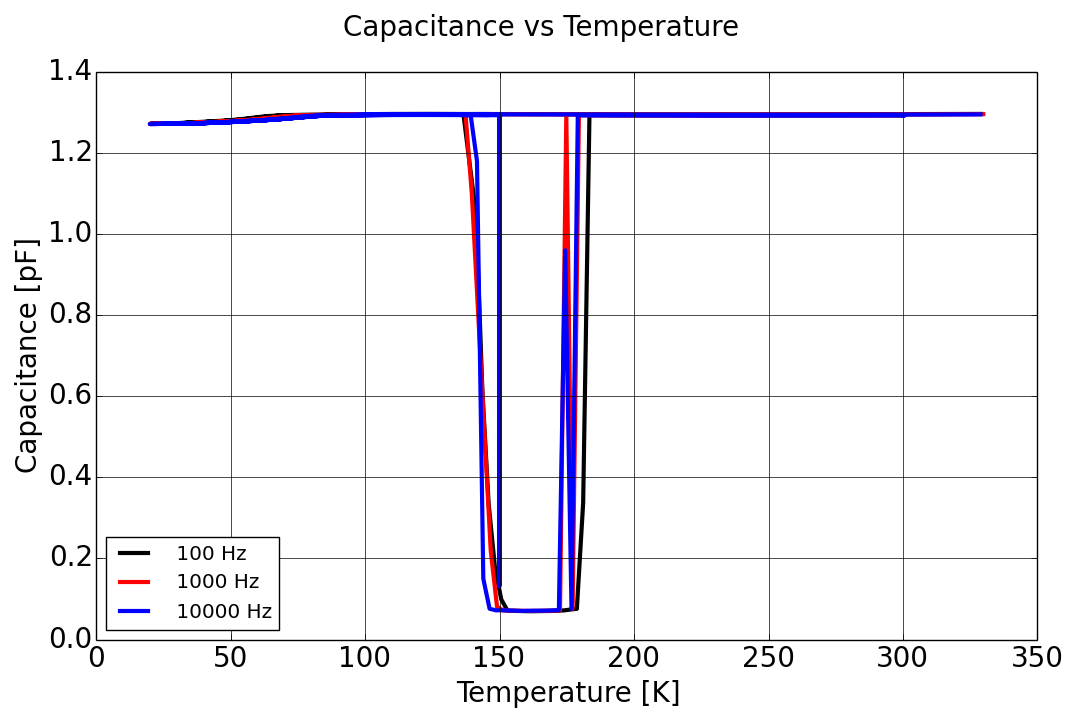 Capacitance vs Temperature
1.4
1.2
1.0
0.8
0.6
0.4
0.2
0.0
Capacitance [pF]
100 Hz
1000 Hz
10000 Hz
0 50 100 150 200 250 300 350
Temperature [K]